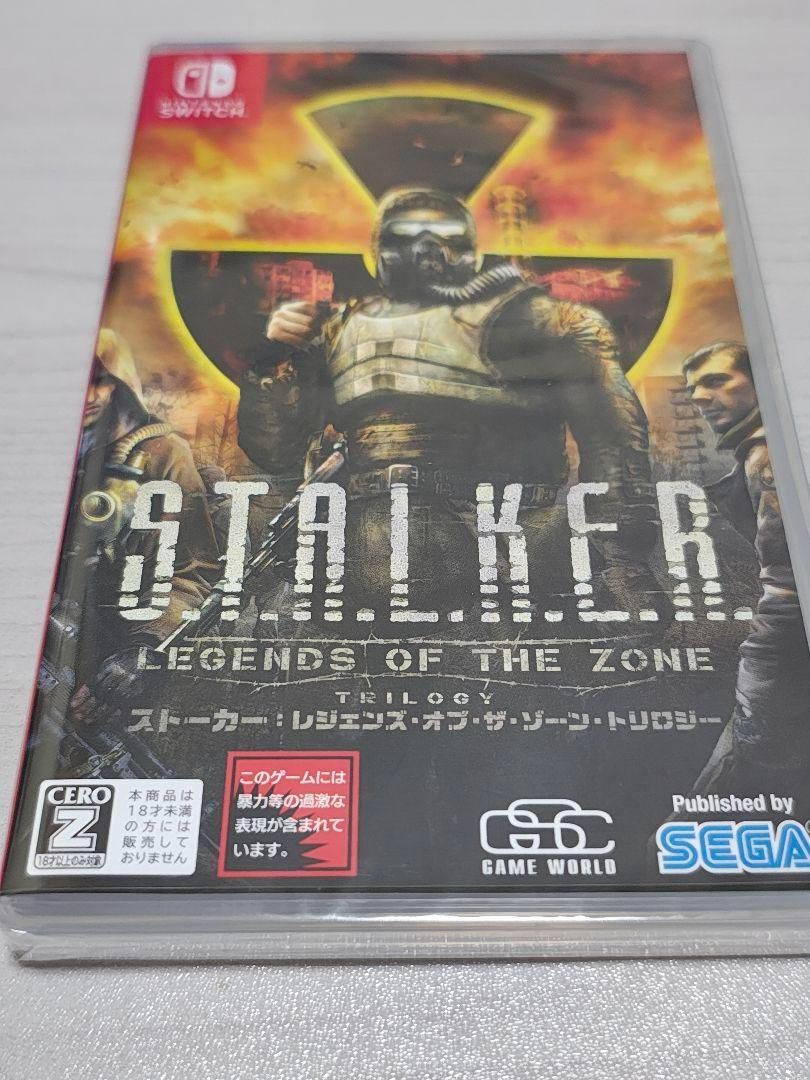 NINTENDO
SWITCH
S.T.A.L.K.E.R.
LEGENDS OF THE ZONE
TRILOGY
ストーカー:レジェンズ・オブ・ザ・ゾーン・トリロジー
CERO
Z
18才以上のみ対象
本商品は
18才未満
の方には
販売して
おりません
このゲームには
暴力等の過激な
表現が含まれて
います。
GSC
GAME WORLD
Published by
SEGA